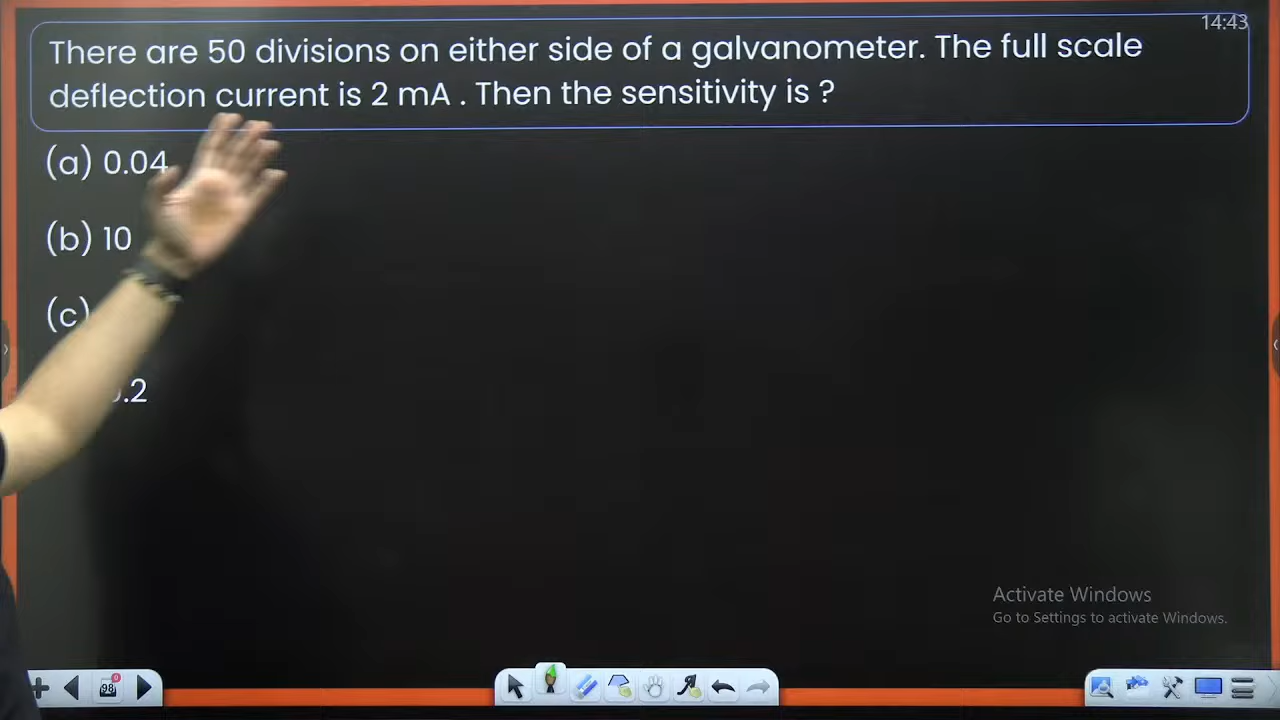 14:43
There are 50 divisions on either side of a galvanometer. The full scale
deflection current is 2 mA . Then the sensitivity is ?
(a) 0.04
(b) 10
(c)
.2
Activate Windows
Go to Settings to activate Windows.
98